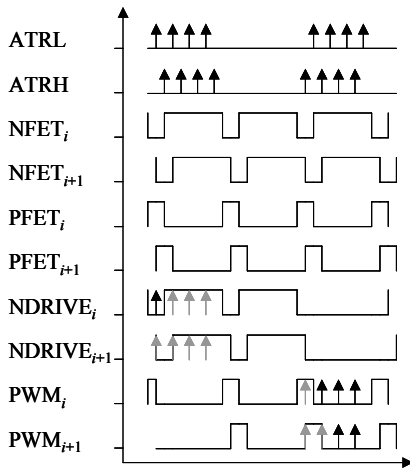 ATRL
ATRH
NFETi
NFETi+1
PFETi
PFETi+1
NDRIVEi
NDRIVEi+1
PWMi
PWMi+1